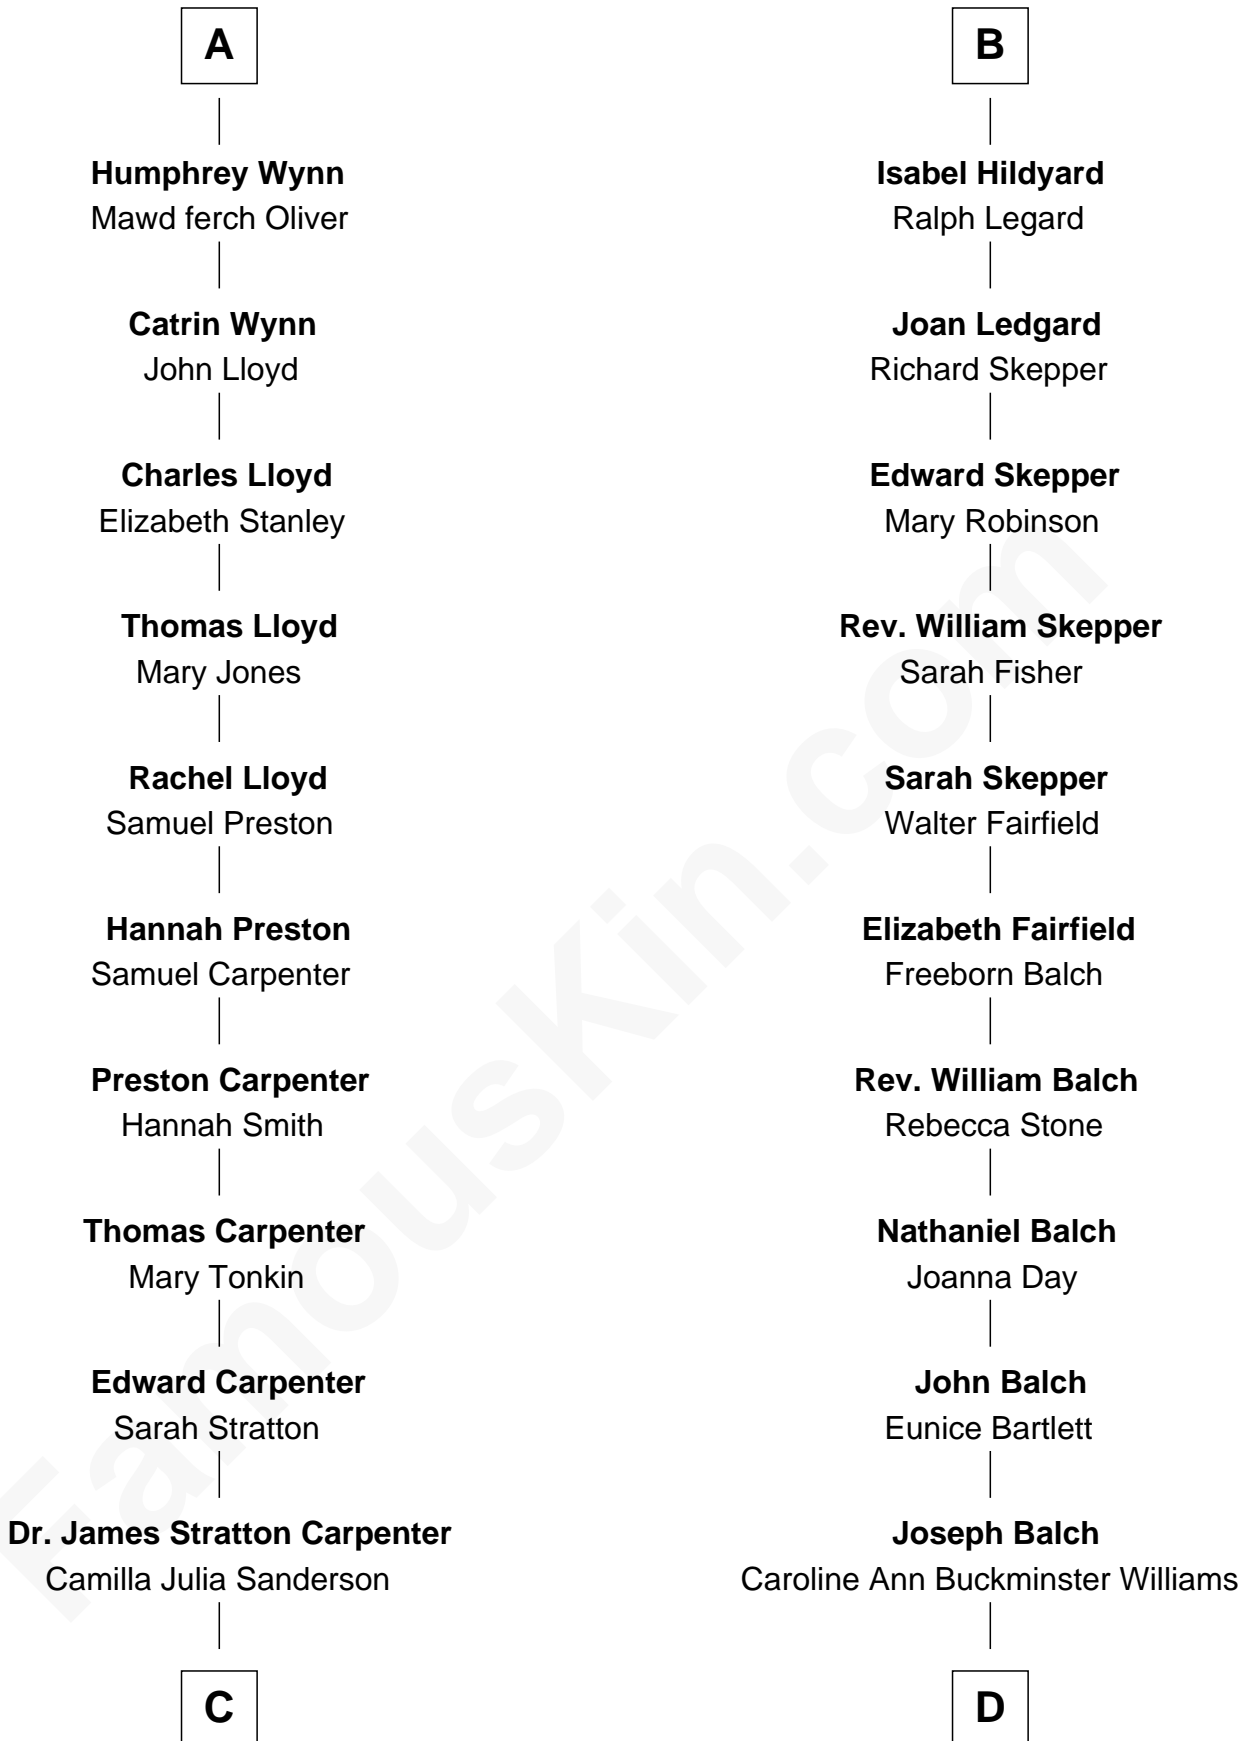 A
Humphrey Wynn
Mawd ferch Oliver
Catrin Wynn
John Lloyd
Charles Lloyd
Elizabeth Stanley
Thomas Lloyd
Mary Jones
Rachel Lloyd
Samuel Preston
Hannah Preston
Samuel Carpenter
Preston Carpenter
Hannah Smith
Thomas Carpenter
Mary Tonkin
Edward Carpenter
Sarah Stratton
Dr. James Stratton Carpenter
Camilla Julia Sanderson
C
B
Isabel Hildyard
Ralph Legard
Joan Ledgard
Richard Skepper
Edward Skepper
Mary Robinson
Rev. William Skepper
Sarah Fisher
Sarah Skepper
Walter Fairfield
Elizabeth Fairfield
Freeborn Balch
Rev. William Balch
Rebecca Stone
Nathaniel Balch
Joanna Day
John Balch
Eunice Bartlett
Joseph Balch
Caroline Ann Buckminster Williams
D
FamousKin.com